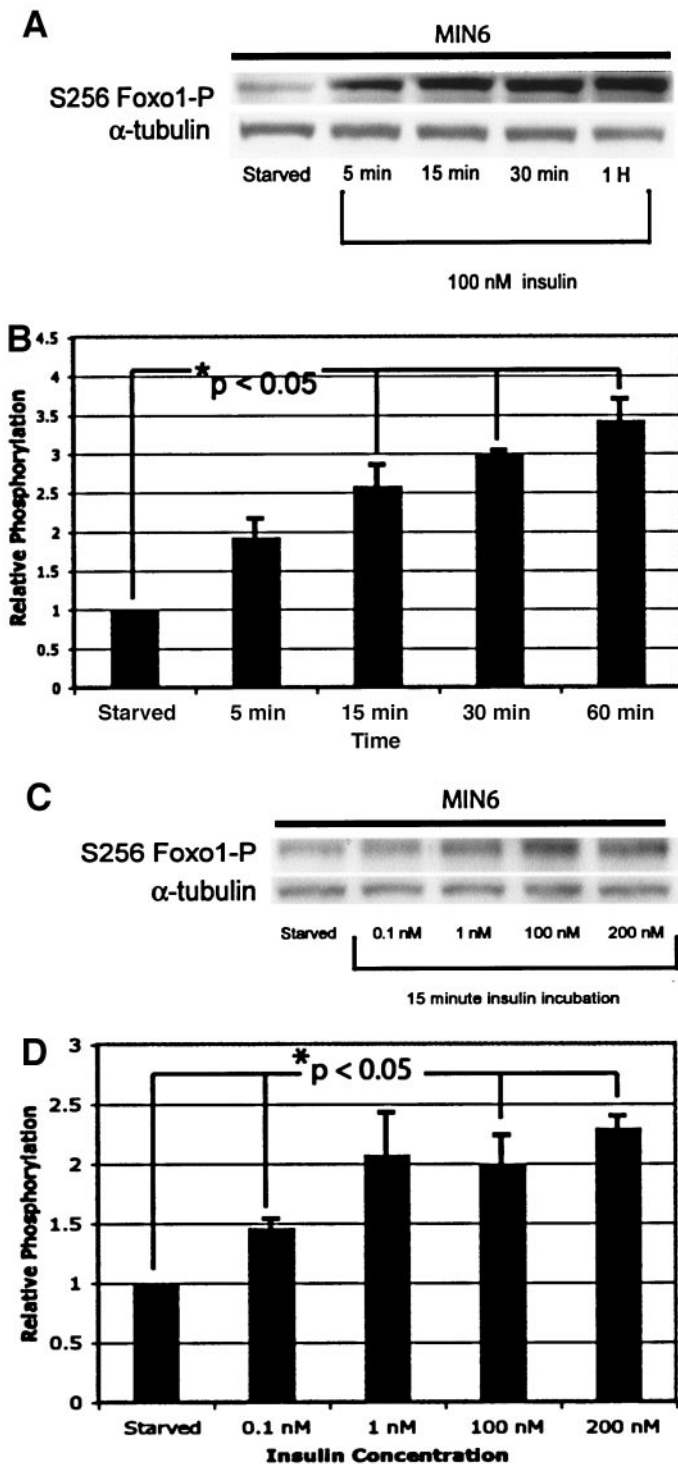 A
MIN6
S256 Foxo1-P
α-tubulin
Starved 5 min 15 min 30 min 1 H
100 nM insulin
B
4.5
4
3.5
3
2.5
2
1.5
1
0.5
0
Relative Phosphorylation
*p < 0.05
Starved 5 min 15 min 30 min 60 min
Time
C
MIN6
S256 Foxo1-P
α-tubulin
Starved 0.1 nM 1 nM 100 nM 200 nM
15 minute insulin incubation
D
3
2.5
2
1.5
1
0.5
0
Relative Phosphorylation
*p < 0.05
Starved 0.1 nM 1 nM 100 nM 200 nM
Insulin Concentration